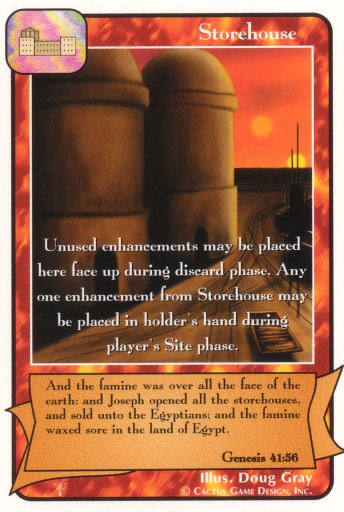 Storehouse
Unused enhancements may be placed
here face up during discard phase. Any
one enhancement from Storehouse may
be placed in holder's hand during
player's Site phase.
And the famine was over all the face of the
earth: and Joseph opened all the storehouses,
and sold unto the Egyptians; and the famine
waxed sore in the land of Egypt.
Genesis 41:56
Illus. Doug Gray
© Cactus Game Design, Inc.